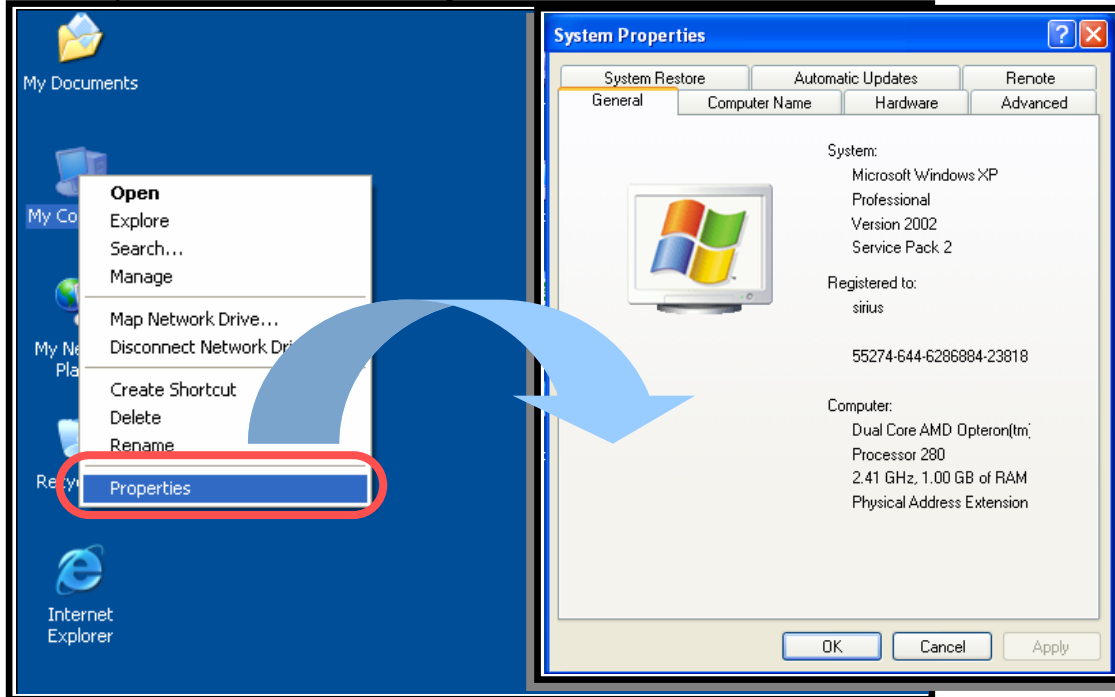 My Documents
My Co
My Ne
Pla
Recy
Internet
Explorer
Open
Explore
Search...
Manage
Map Network Drive...
Disconnect Network Dri
Create Shortcut
Delete
Rename
Properties
System Properties
System Restore
Automatic Updates
Remote
General
Computer Name
Hardware
Advanced
System:
Microsoft Windows XP
Professional
Version 2002
Service Pack 2
Registered to:
sirius
55274-644-6286884-23818
Computer:
Dual Core AMD Opteron(tm)
Processor 280
2.41 GHz, 1.00 GB of RAM
Physical Address Extension
OK
Cancel
Apply